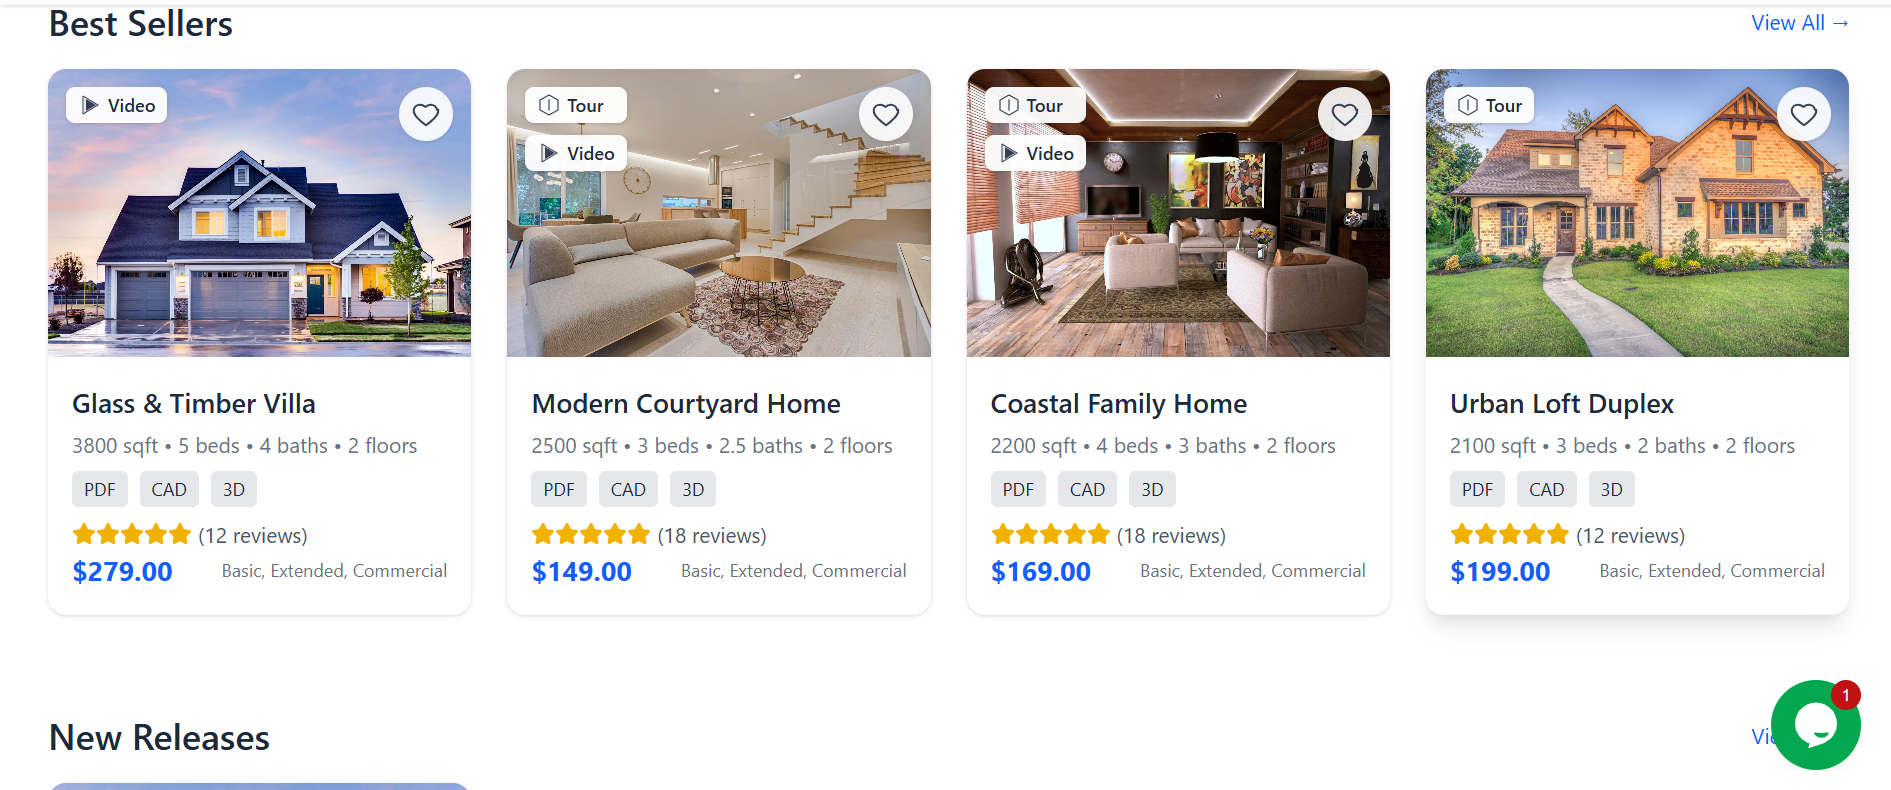 Best Sellers
View All →
Video
Tour
Video
Tour
Video
Tour
Glass & Timber Villa
3800 sqft • 5 beds • 4 baths • 2 floors
PDF CAD 3D
(12 reviews)
$279.00 Basic, Extended, Commercial
Modern Courtyard Home
2500 sqft • 3 beds • 2.5 baths • 2 floors
PDF CAD 3D
(18 reviews)
$149.00 Basic, Extended, Commercial
Coastal Family Home
2200 sqft • 4 beds • 3 baths • 2 floors
PDF CAD 3D
(18 reviews)
$169.00 Basic, Extended, Commercial
Urban Loft Duplex
2100 sqft • 3 beds • 2 baths • 2 floors
PDF CAD 3D
(12 reviews)
$199.00 Basic, Extended, Commercial
1
New Releases